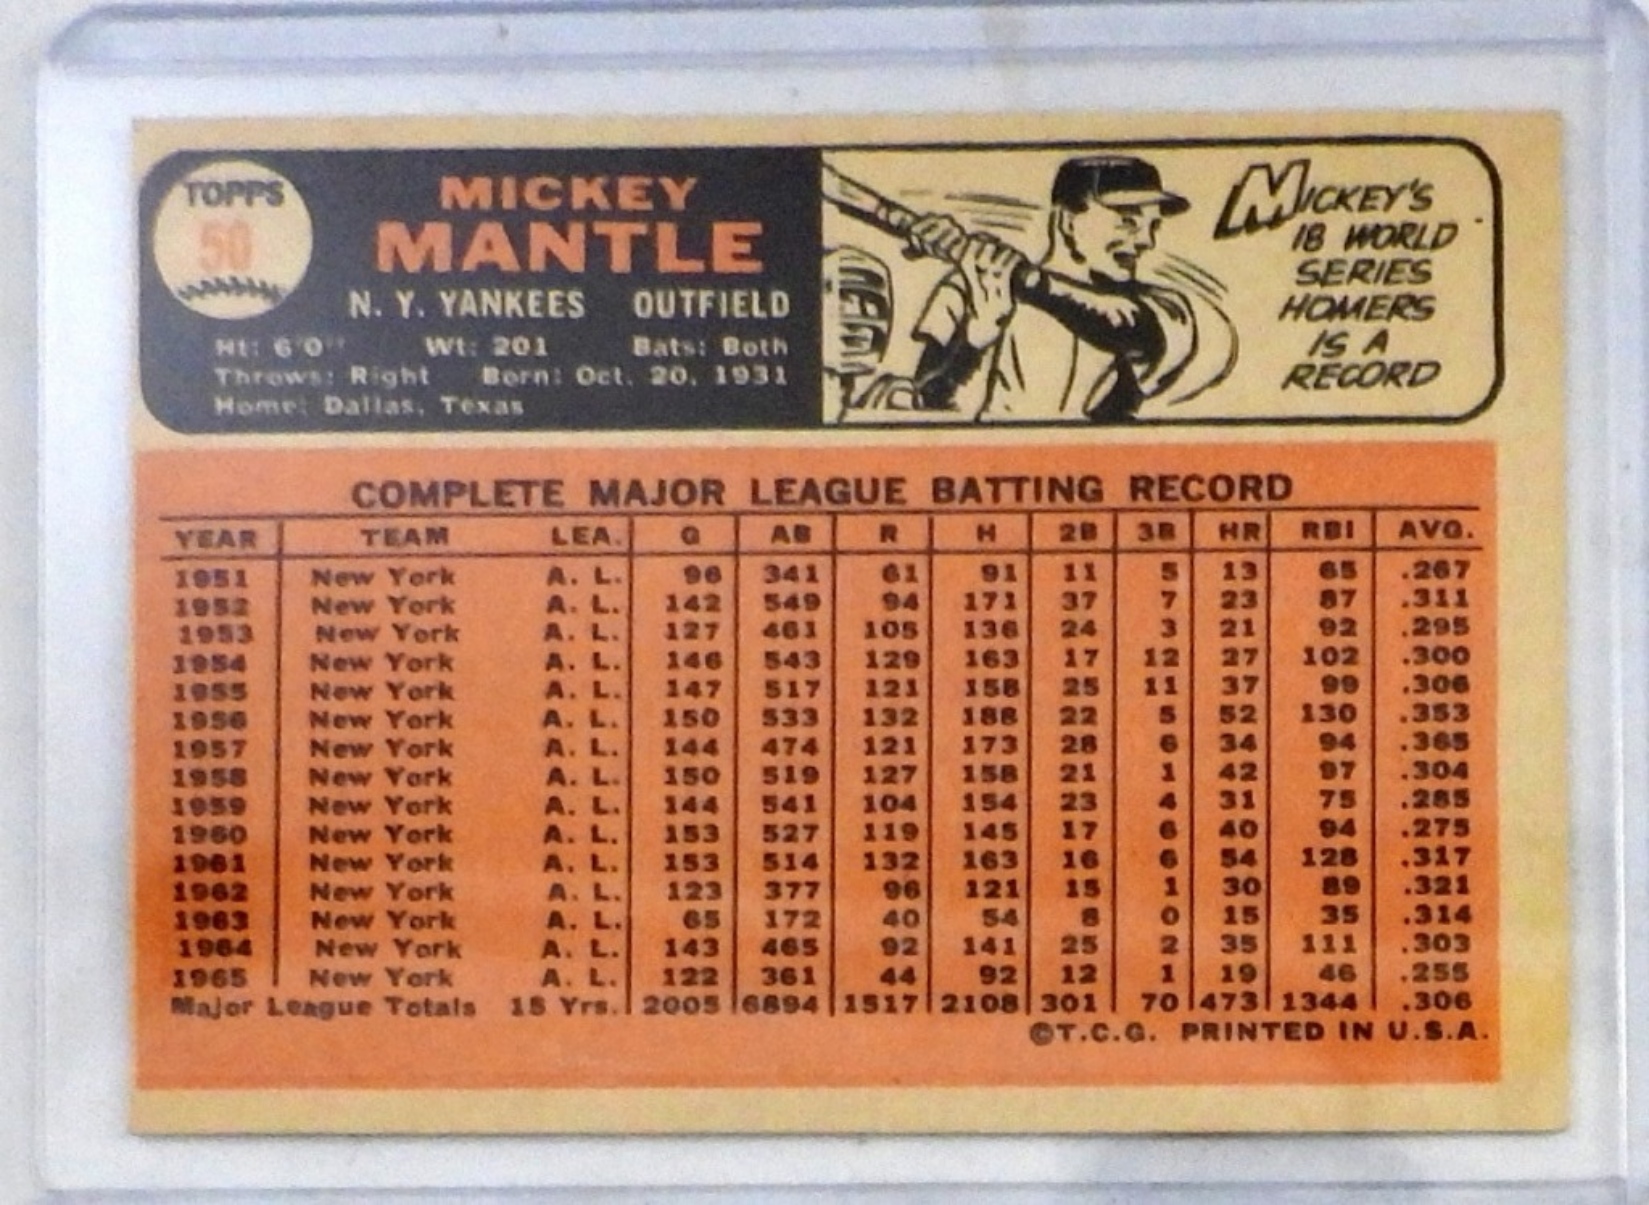 TOPPS
50
MICKEY
MANTLE
N. Y. YANKEES OUTFIELD
Ht: 6'0" Wt: 201 Bats: Both
Throws: Right Born: Oct. 20, 1931
Home: Dallas, Texas
MICKEY'S
18 WORLD
SERIES
HOMERS
IS A
RECORD
COMPLETE MAJOR LEAGUE BATTING RECORD
YEAR TEAM LEA. G AB R H 2B 3B HR RBI AVG.
1951 New York A. L. 96 341 61 91 11 5 13 65 .267
1952 New York A. L. 142 549 94 171 37 7 23 87 .311
1953 New York A. L. 127 461 105 136 24 3 21 92 .295
1954 New York A. L. 146 543 129 163 17 12 27 102 .300
1955 New York A. L. 147 517 121 158 25 11 37 99 .306
1956 New York A. L. 150 533 132 188 22 5 52 130 .353
1957 New York A. L. 144 474 121 173 28 6 34 94 .365
1958 New York A. L. 150 519 127 158 21 1 42 97 .304
1959 New York A. L. 144 541 104 154 23 4 31 75 .285
1960 New York A. L. 153 527 119 145 17 6 40 94 .275
1961 New York A. L. 153 514 132 163 16 6 54 128 .317
1962 New York A. L. 123 377 96 121 15 1 30 89 .321
1963 New York A. L. 65 172 40 54 8 0 15 35 .314
1964 New York A. L. 143 465 92 141 25 2 35 111 .303
1965 New York A. L. 122 361 44 92 12 1 19 46 .255
Major League Totals 15 Yrs. 2005 6894 1517 2108 301 70 473 1344 .306
©T.C.G. PRINTED IN U.S.A.